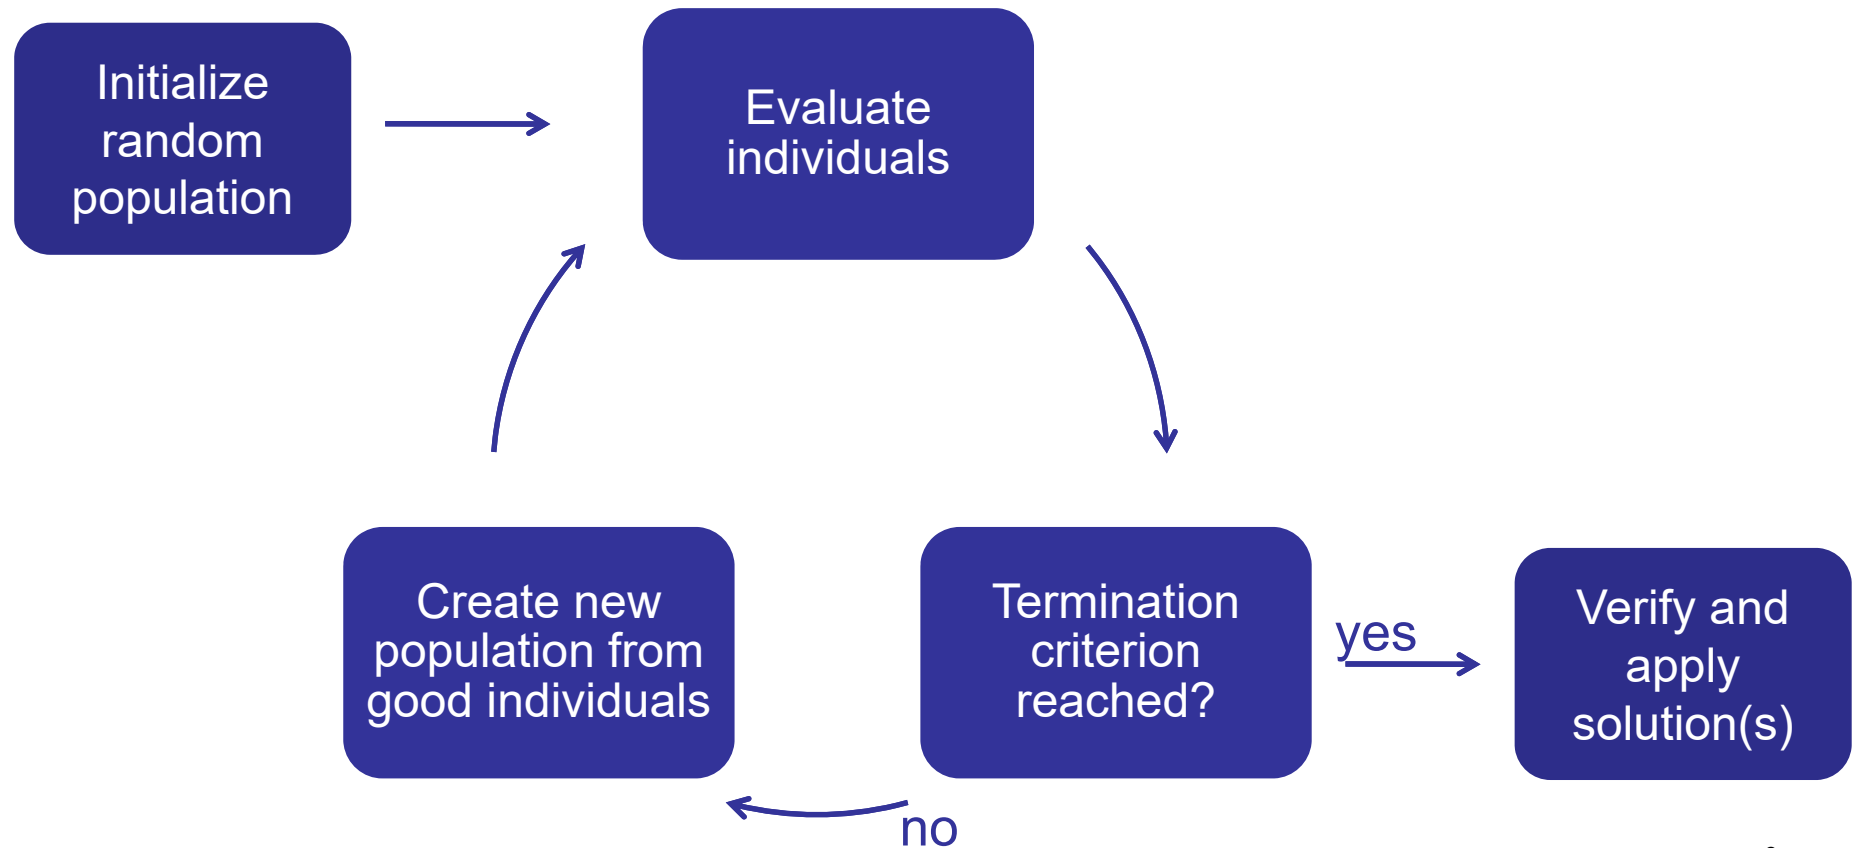 Initialize
random
population
Evaluate
individuals
Create new
population from
good individuals
Termination
criterion
reached?
yes
Verify and
apply
solution(s)
no